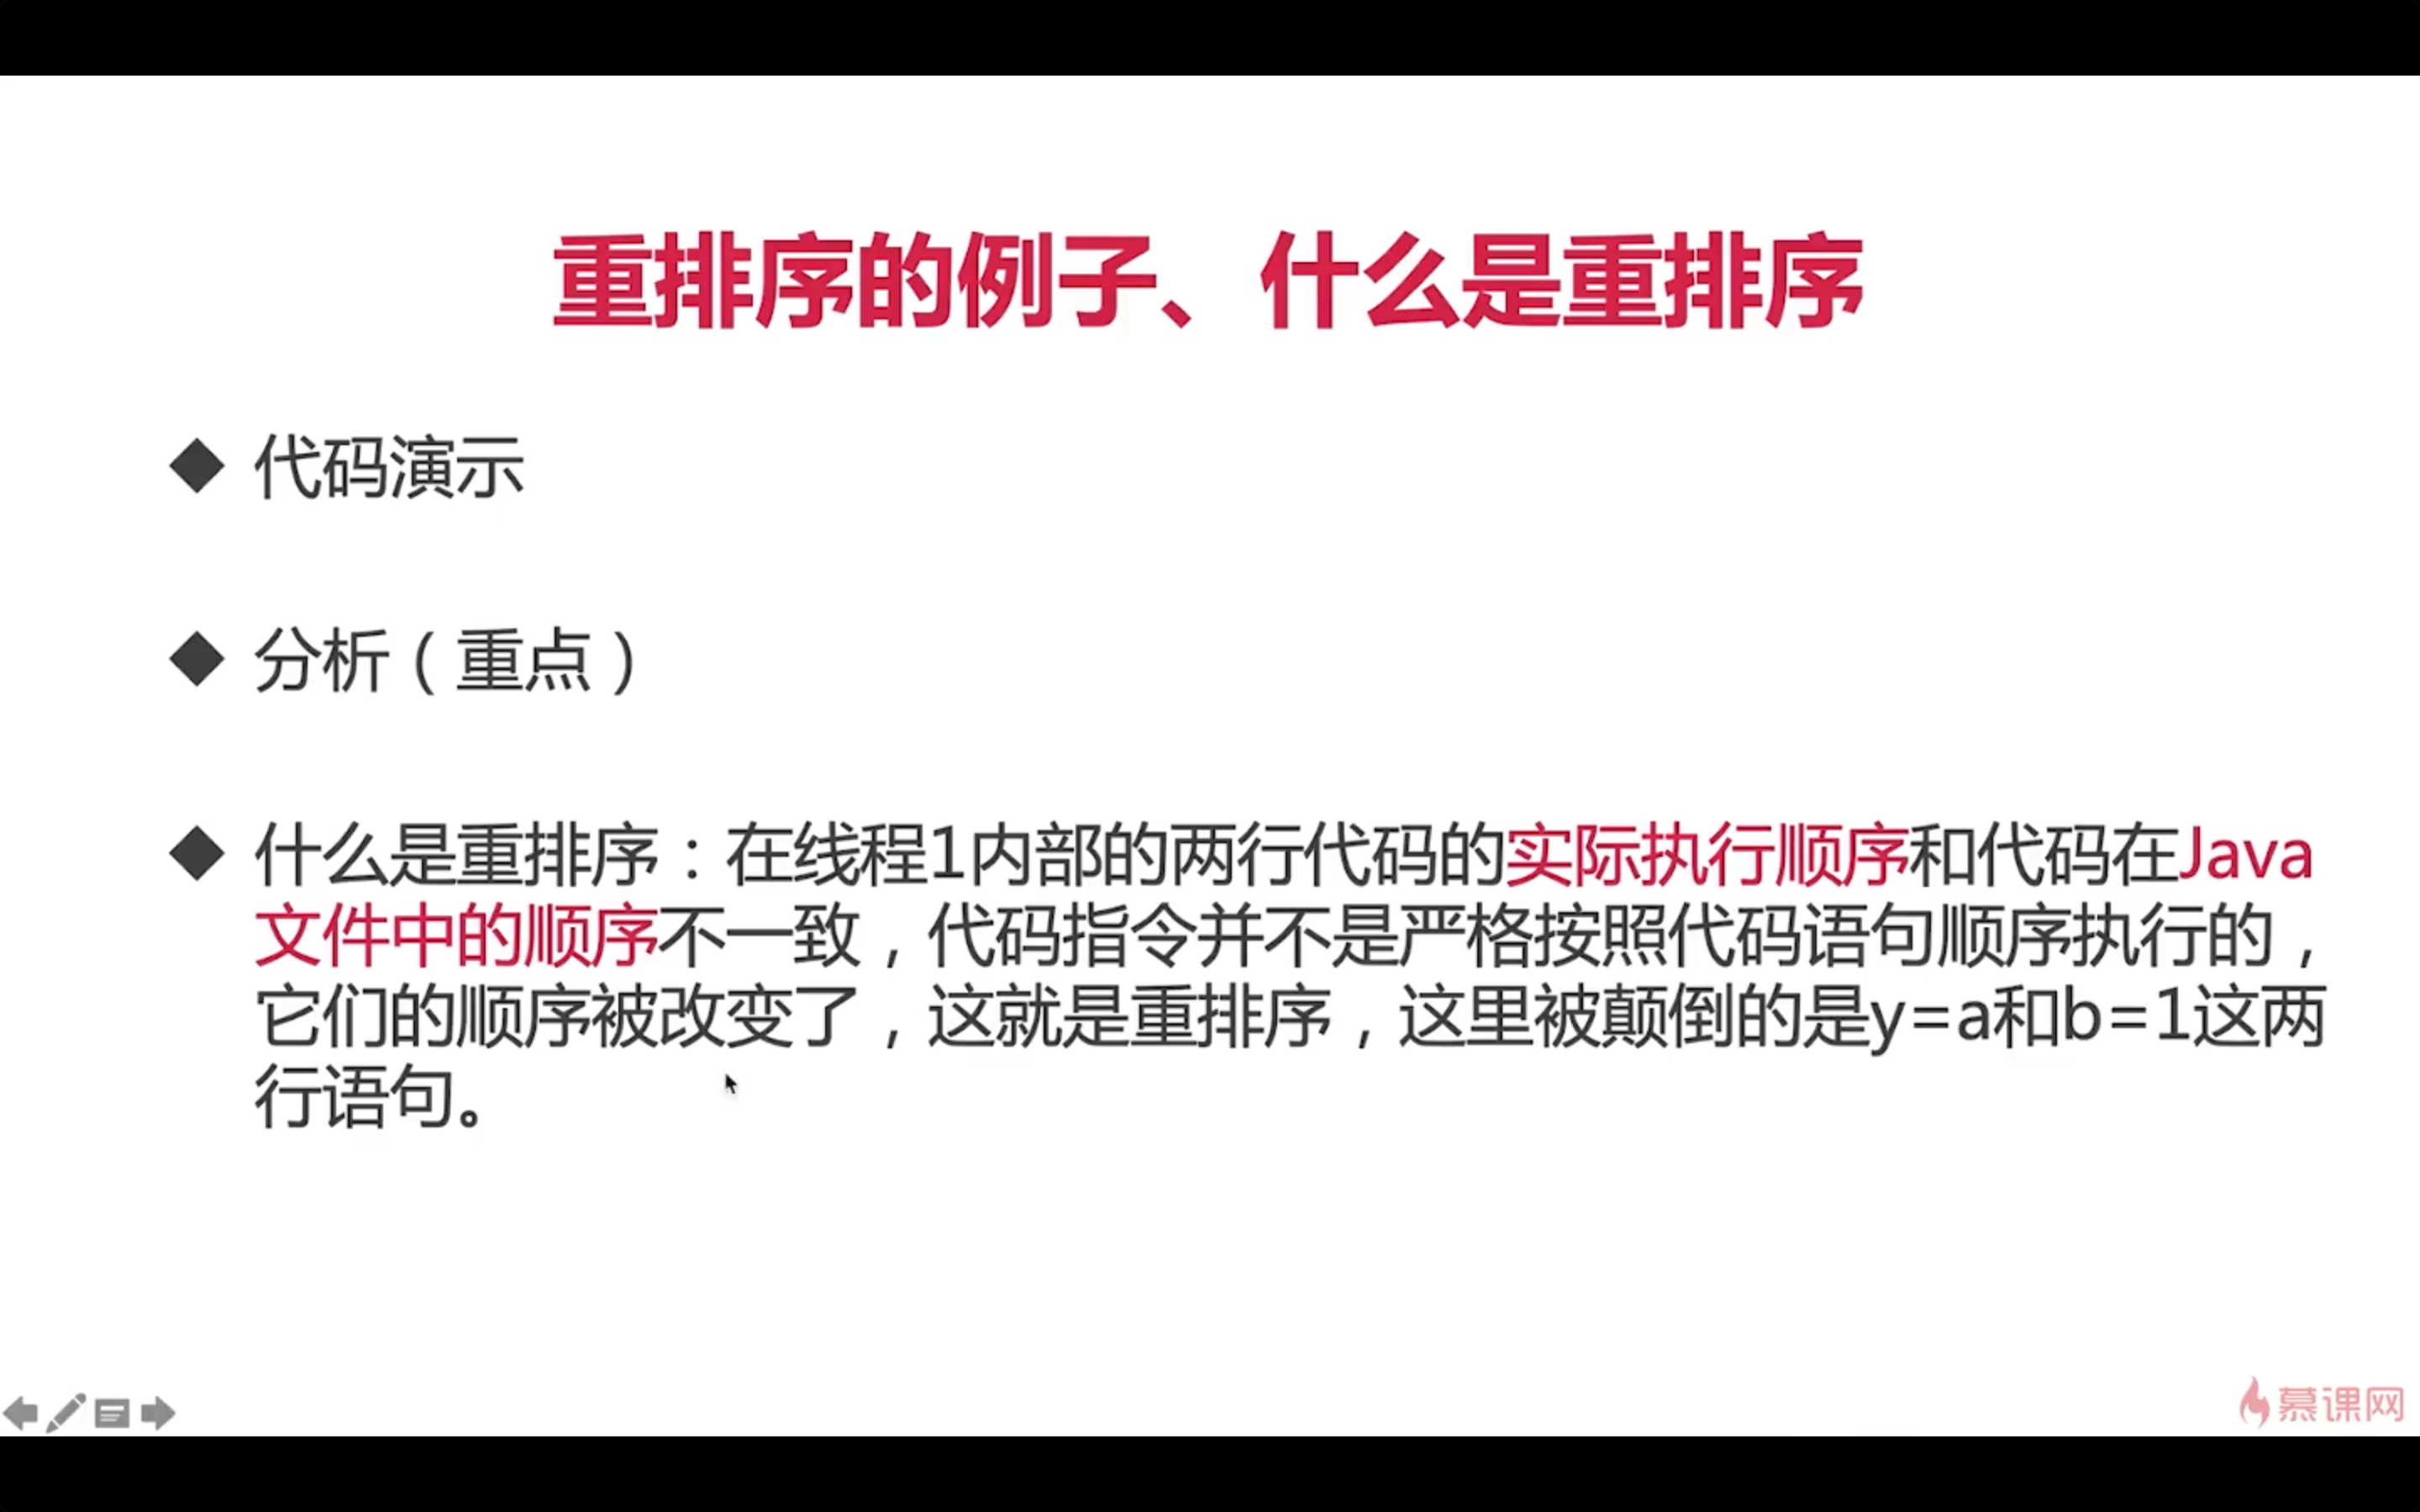 重排序的例子、什么是重排序
代码演示
分析（重点）
什么是重排序：在线程1内部的两行代码的实际执行顺序和代码在Java
文件中的顺序不一致，代码指令并不是严格按照代码语句顺序执行的，
它们的顺序被改变了，这就是重排序，这里被颠倒的是y=a和b=1这两
行语句。
慕课网